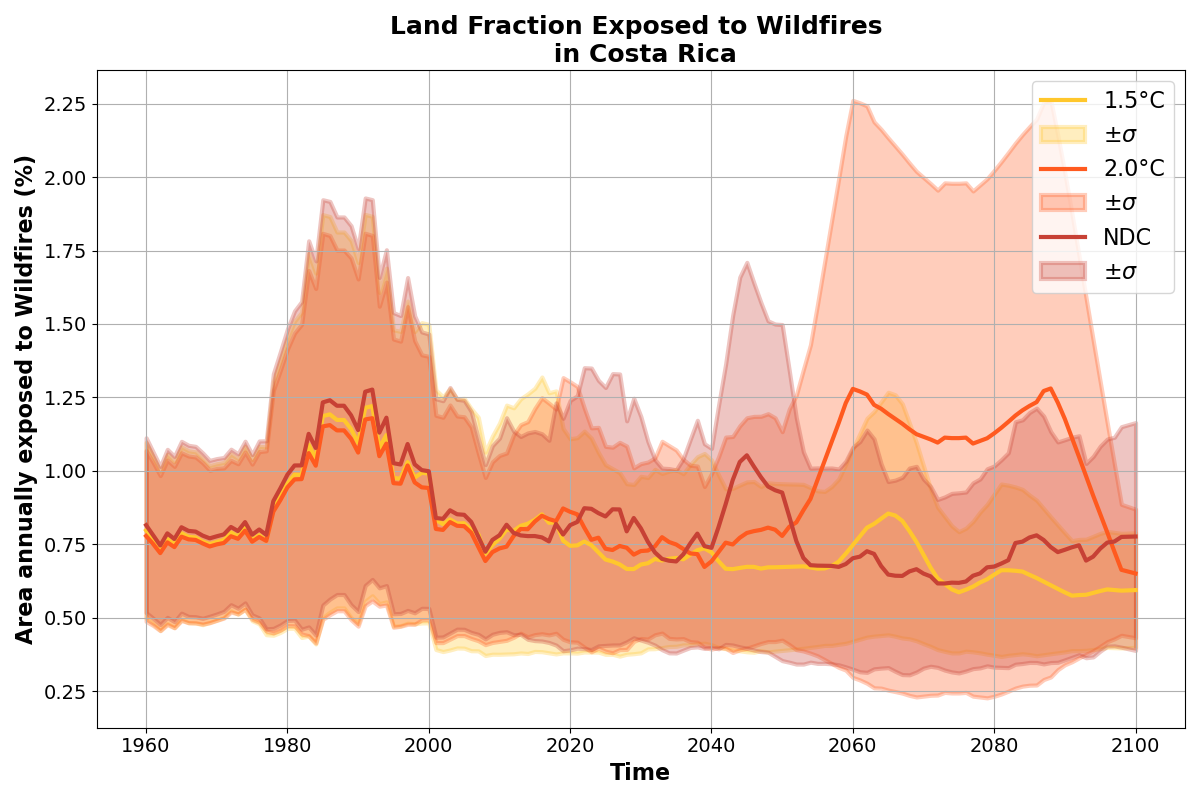 Land Fraction Exposed to Wildfires
in Costa Rica
Area annually exposed to Wildfires (%)
2.25
2.00
1.75
1.50
1.25
1.00
0.75
0.50
0.25
1.5°C
±σ
2.0°C
±σ
NDC
±σ
1960 1980 2000 2020 2040 2060 2080 2100
Time